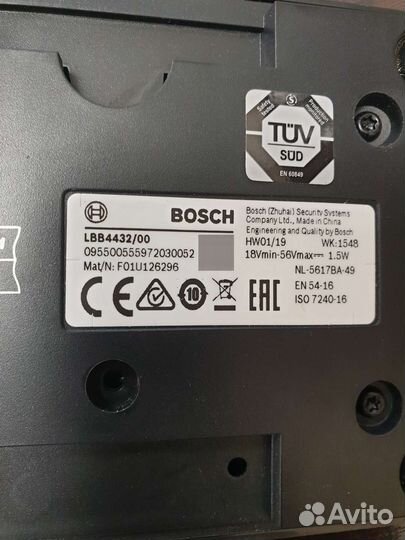 Safety tested
Production monitored
S
TÜV
SÜD
EN 60849
BOSCH
Bosch (Zhuhai) Security Systems
Company Ltd., Made in China
Engineering and Quality by Bosch
LBB4432/00
HW01/19 WK:1548
095500555972030052
18Vmin-56Vmax⎓ 1.5W
Mat/N: F01U126296
NL-5617BA-49
CE
10
EAC
EN 54-16
ISO 7240-16
Avito